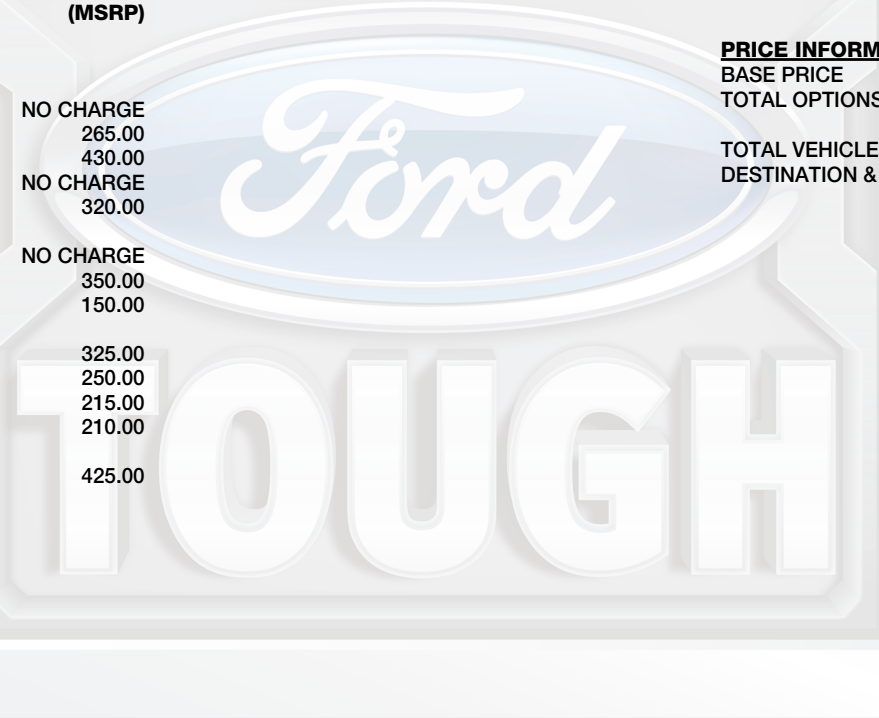 (MSRP)
NO CHARGE
265.00
430.00
NO CHARGE
320.00
NO CHARGE
350.00
150.00
325.00
250.00
215.00
210.00
425.00
PRICE INFORM
BASE PRICE
TOTAL OPTIONS
TOTAL VEHICLE
DESTINATION &
Ford
TOUGH